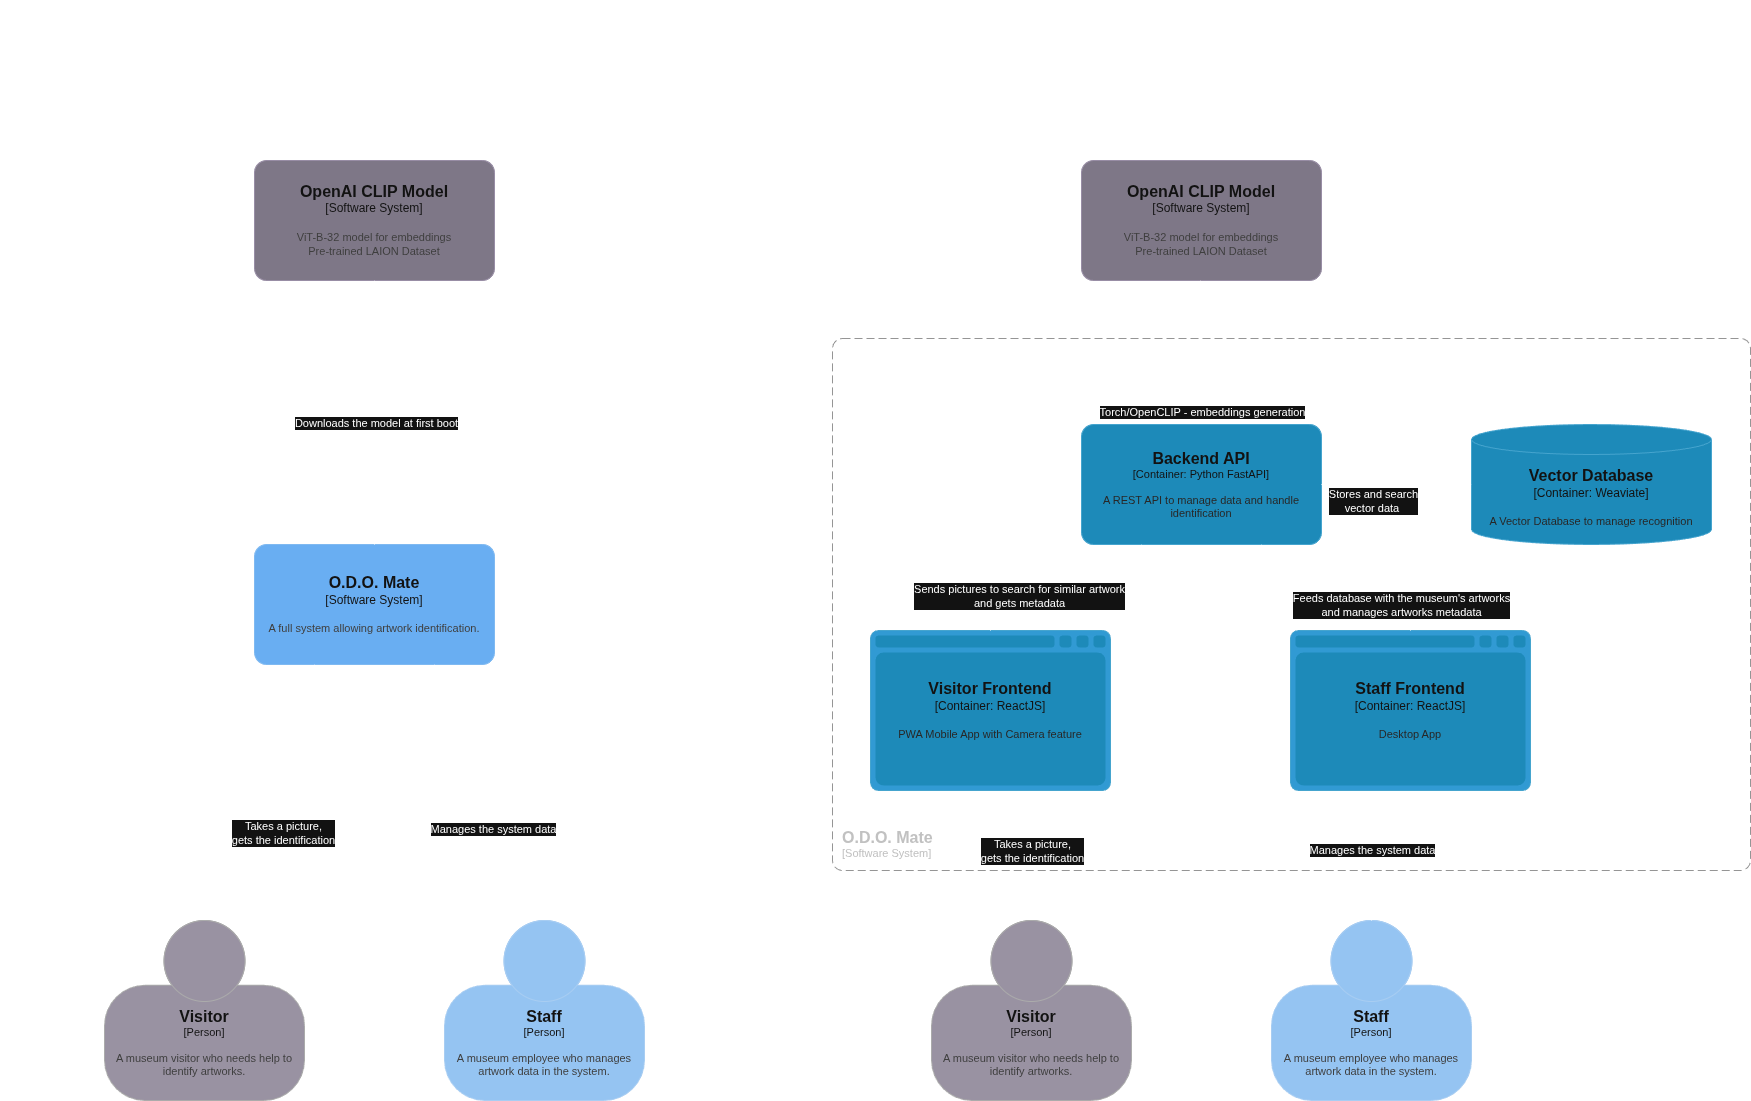 OpenAI CLIP Model
[Software System]
ViT-B-32 model for embeddings
Pre-trained LAION Dataset
Downloads the model at first boot
O.D.O. Mate
[Software System]
A full system allowing artwork identification.
Takes a picture,
gets the identification
Manages the system data
Visitor
[Person]
A museum visitor who needs help to
identify artworks.
Staff
[Person]
A museum employee who manages
artwork data in the system.
OpenAI CLIP Model
[Software System]
ViT-B-32 model for embeddings
Pre-trained LAION Dataset
Torch/OpenCLIP - embeddings generation
Backend API
[Container: Python FastAPI]
A REST API to manage data and handle
identification
Stores and search
vector data
Vector Database
[Container: Weaviate]
A Vector Database to manage recognition
Sends pictures to search for similar artwork
and gets metadata
Feeds database with the museum's artworks
and manages artworks metadata
Visitor Frontend
[Container: ReactJS]
PWA Mobile App with Camera feature
Staff Frontend
[Container: ReactJS]
Desktop App
O.D.O. Mate
[Software System]
Takes a picture,
gets the identification
Manages the system data
Visitor
[Person]
A museum visitor who needs help to
identify artworks.
Staff
[Person]
A museum employee who manages
artwork data in the system.